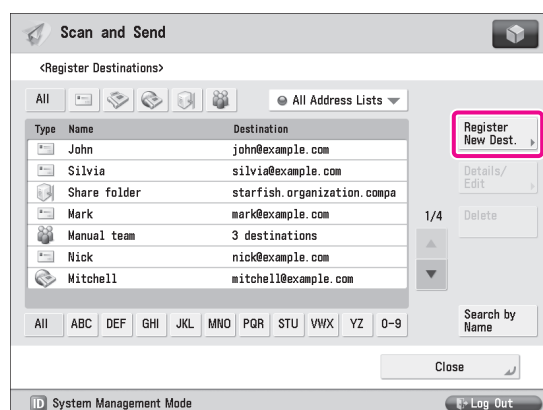 Scan and Send
<Register Destinations>
All
All Address Lists
Type Name Destination
John john@example.com
Silvia silvia@example.com
Share folder starfish.organization.compa
Mark mark@example.com
Manual team 3 destinations
Nick nick@example.com
Mitchell mitchell@example.com
Register
New Dest.
Details/
Edit
1/4
Delete
All ABC DEF GHI JKL MNO PQR STU VWX YZ 0-9
Search by
Name
Close
ID System Management Mode
Log Out